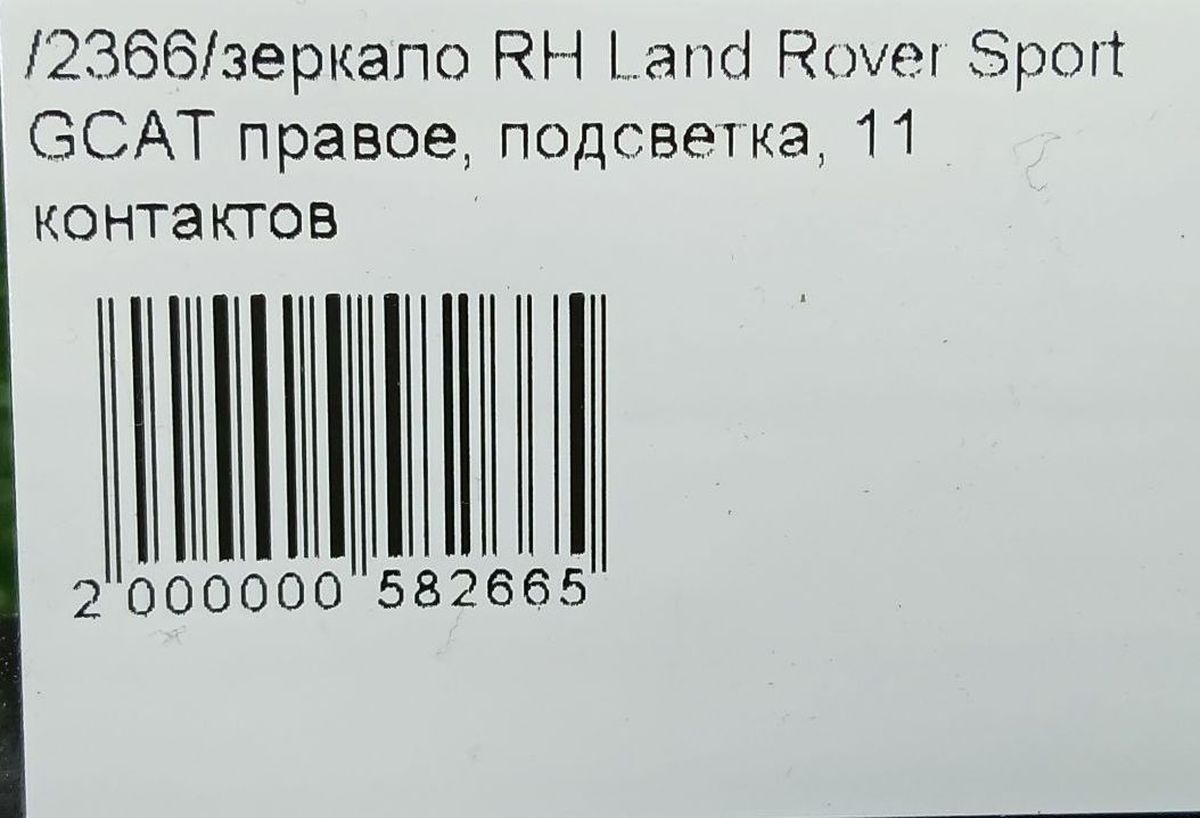 /2366/зеркало RH Land Rover Sport
GCAT правое, подсветка, 11
контактов
2 000000 582665